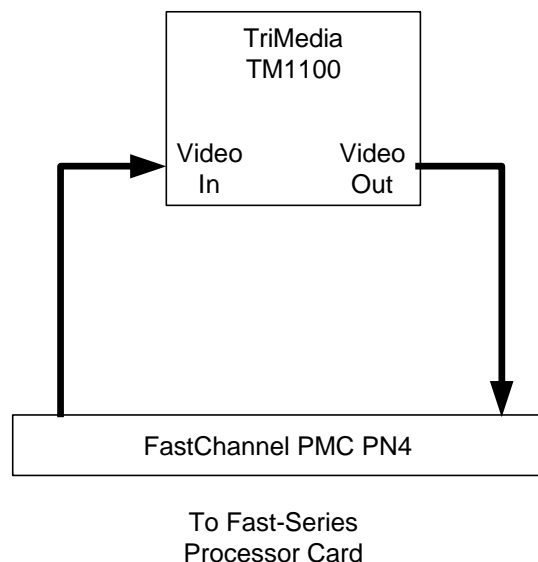 TriMedia
TM1100
Video
In
Video
Out
FastChannel PMC PN4
To Fast-Series
Processor Card